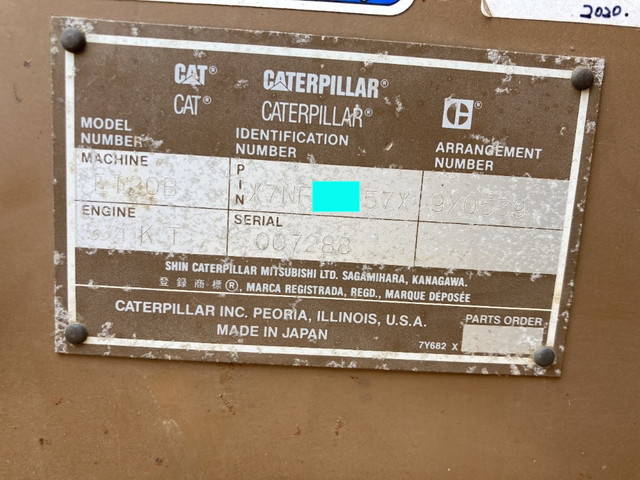 2020.
CAT® CATERPILLAR®
CAT® CATERPILLAR® ®
MODEL NUMBER IDENTIFICATION NUMBER ARRANGEMENT NUMBER
MACHINE PIN
ENGINE SERIAL
007288
SHIN CATERPILLAR MITSUBISHI LTD. SAGAMIHARA, KANAGAWA.
登録商標®, MARCA REGISTRADA, REGD., MARQUE DÉPOSÉE
CATERPILLAR INC. PEORIA, ILLINOIS, U.S.A. PARTS ORDER
MADE IN JAPAN 7Y682 X